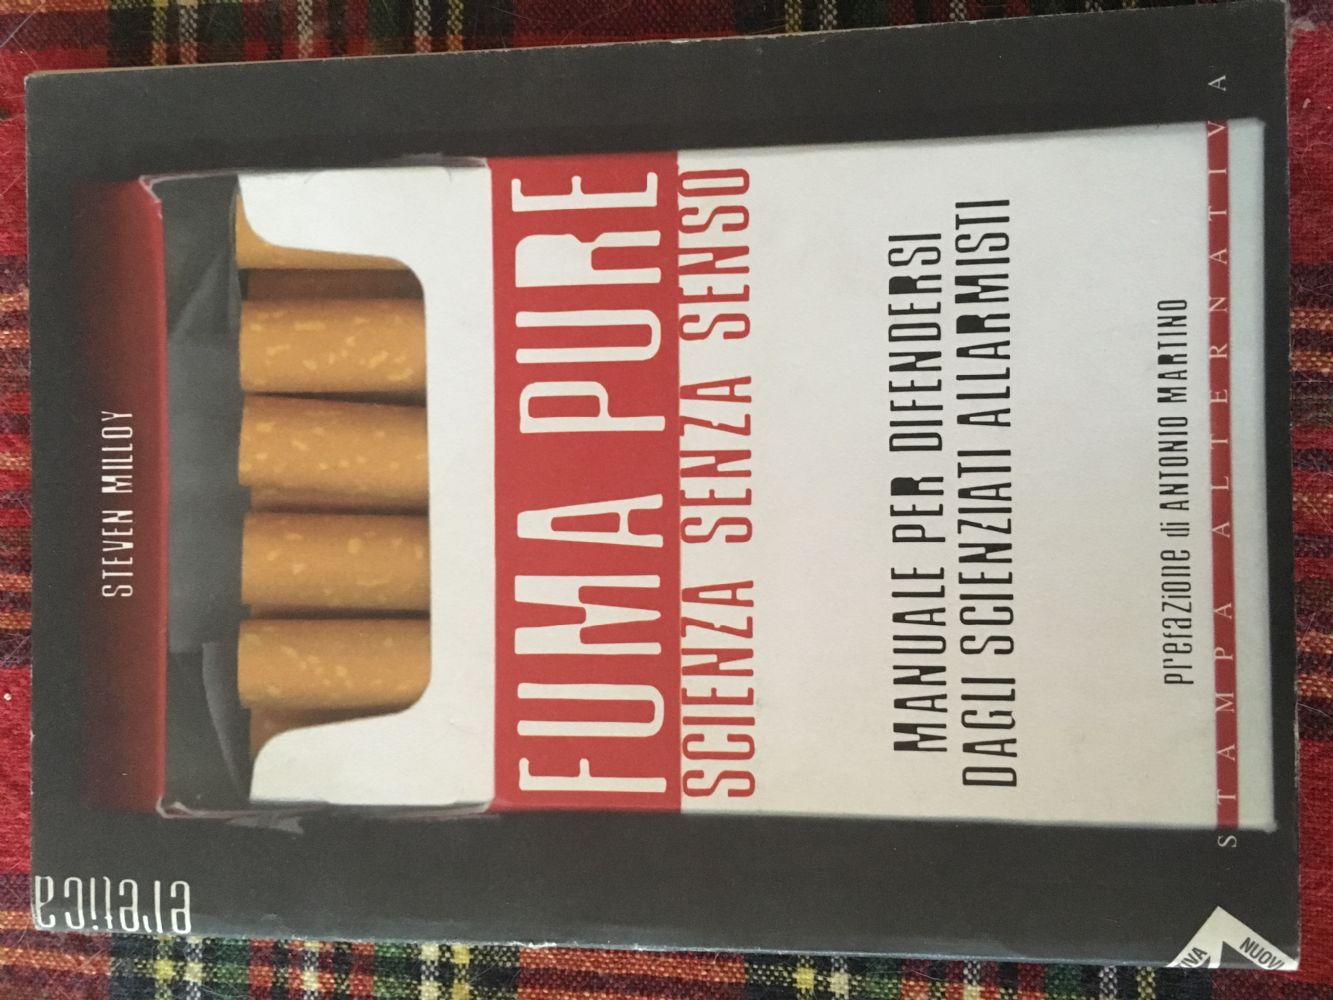 eretica
STEVEN MILLOY
FUMA PURE
SCIENZA SENZA SENSO
MANUALE PER DIFENDERSI
DAGLI SCIENZIATI ALLARMISTI
prefazione di ANTONIO MARTINO
STAMPA ALTERNATIVA